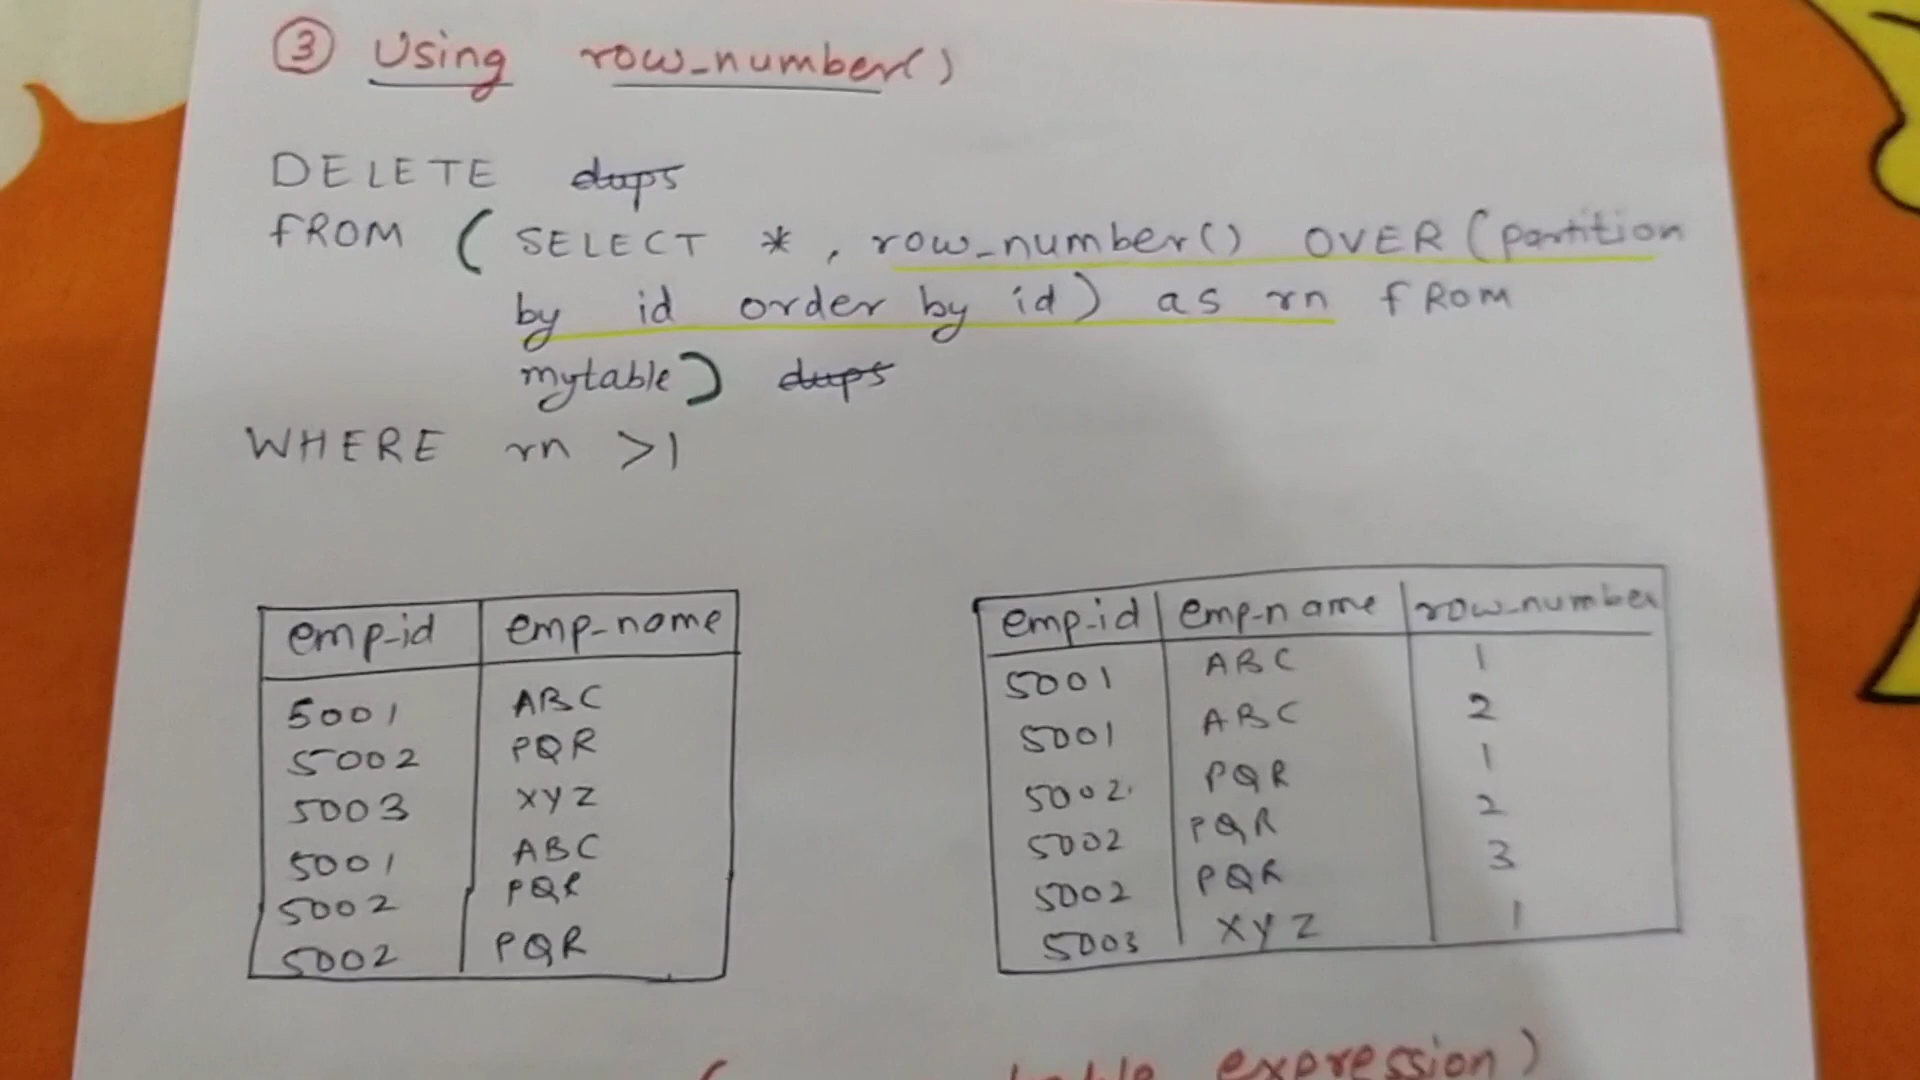 ③ Using row_number()
DELETE dups
FROM ( SELECT * , row_number() OVER (partition
by id order by id) as rn FROM
mytable) dups
WHERE rn >1
emp-id emp-name
5001 ABC
5002 PQR
5003 XYZ
5001 ABC
5002 PQR
5002 PQR
emp-id emp-name row-number
5001 ABC 1
5001 ABC 2
5002 PQR 1
5002 PQR 2
5002 PQR 3
5003 XYZ 1
( table expression)